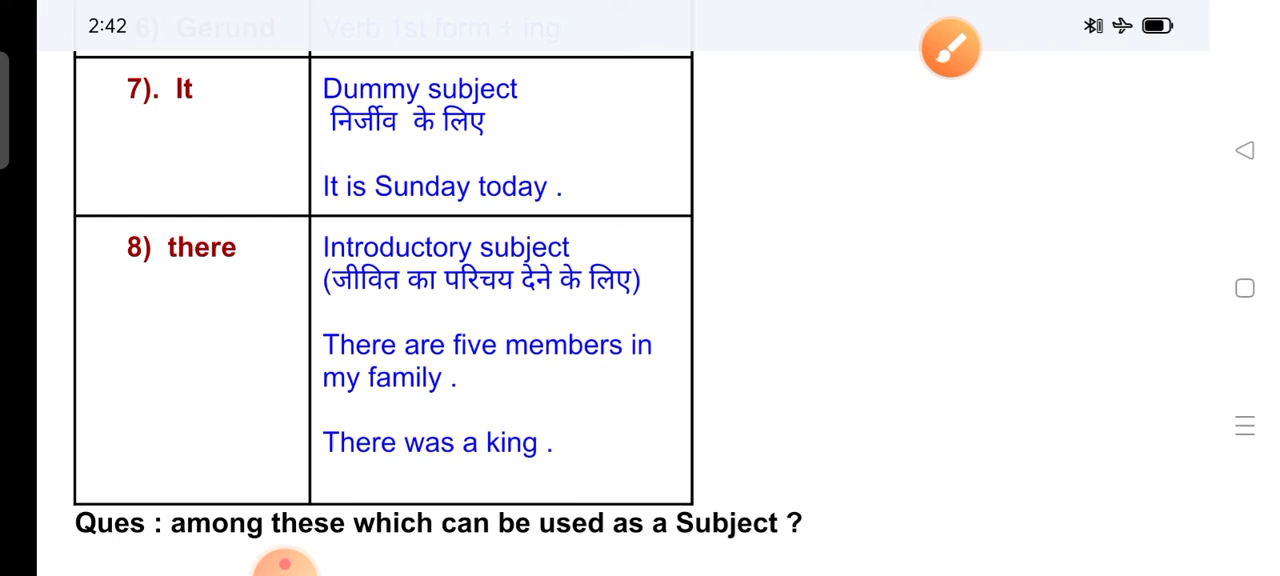 2:42
6) Gerund Verb 1st form + ing
7). It Dummy subject
निर्जीव के लिए
It is Sunday today .
8) there Introductory subject
(जीवित का परिचय देने के लिए)
There are five members in
my family .
There was a king .
Ques : among these which can be used as a Subject ?